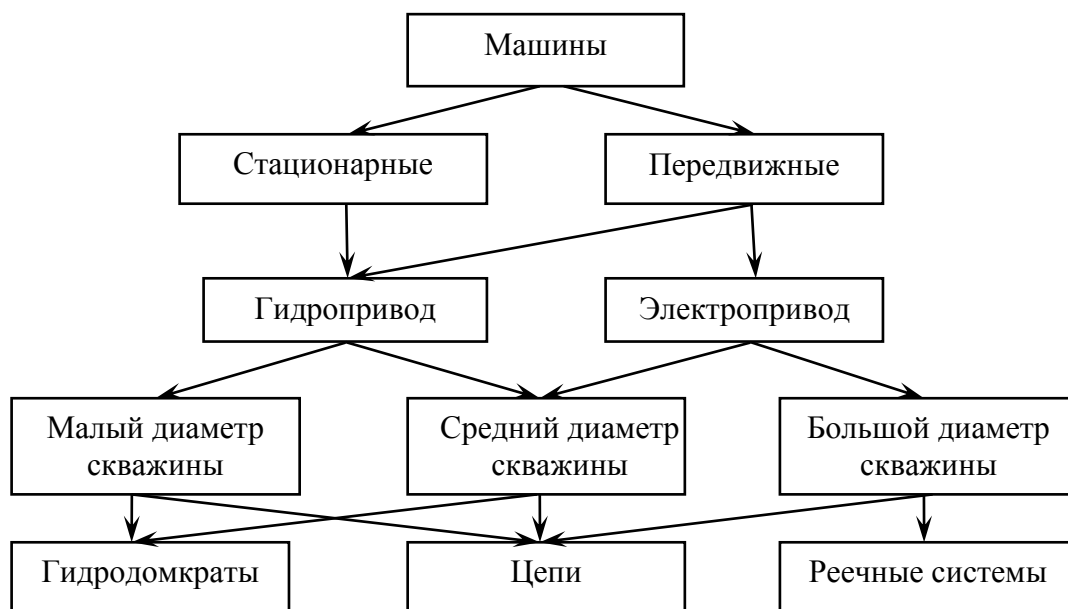 Машины
Стационарные
Передвижные
Гидропривод
Электропривод
Малый диаметр
скважины
Средний диаметр
скважины
Большой диаметр
скважины
Гидродомкраты
Цепи
Реечные системы